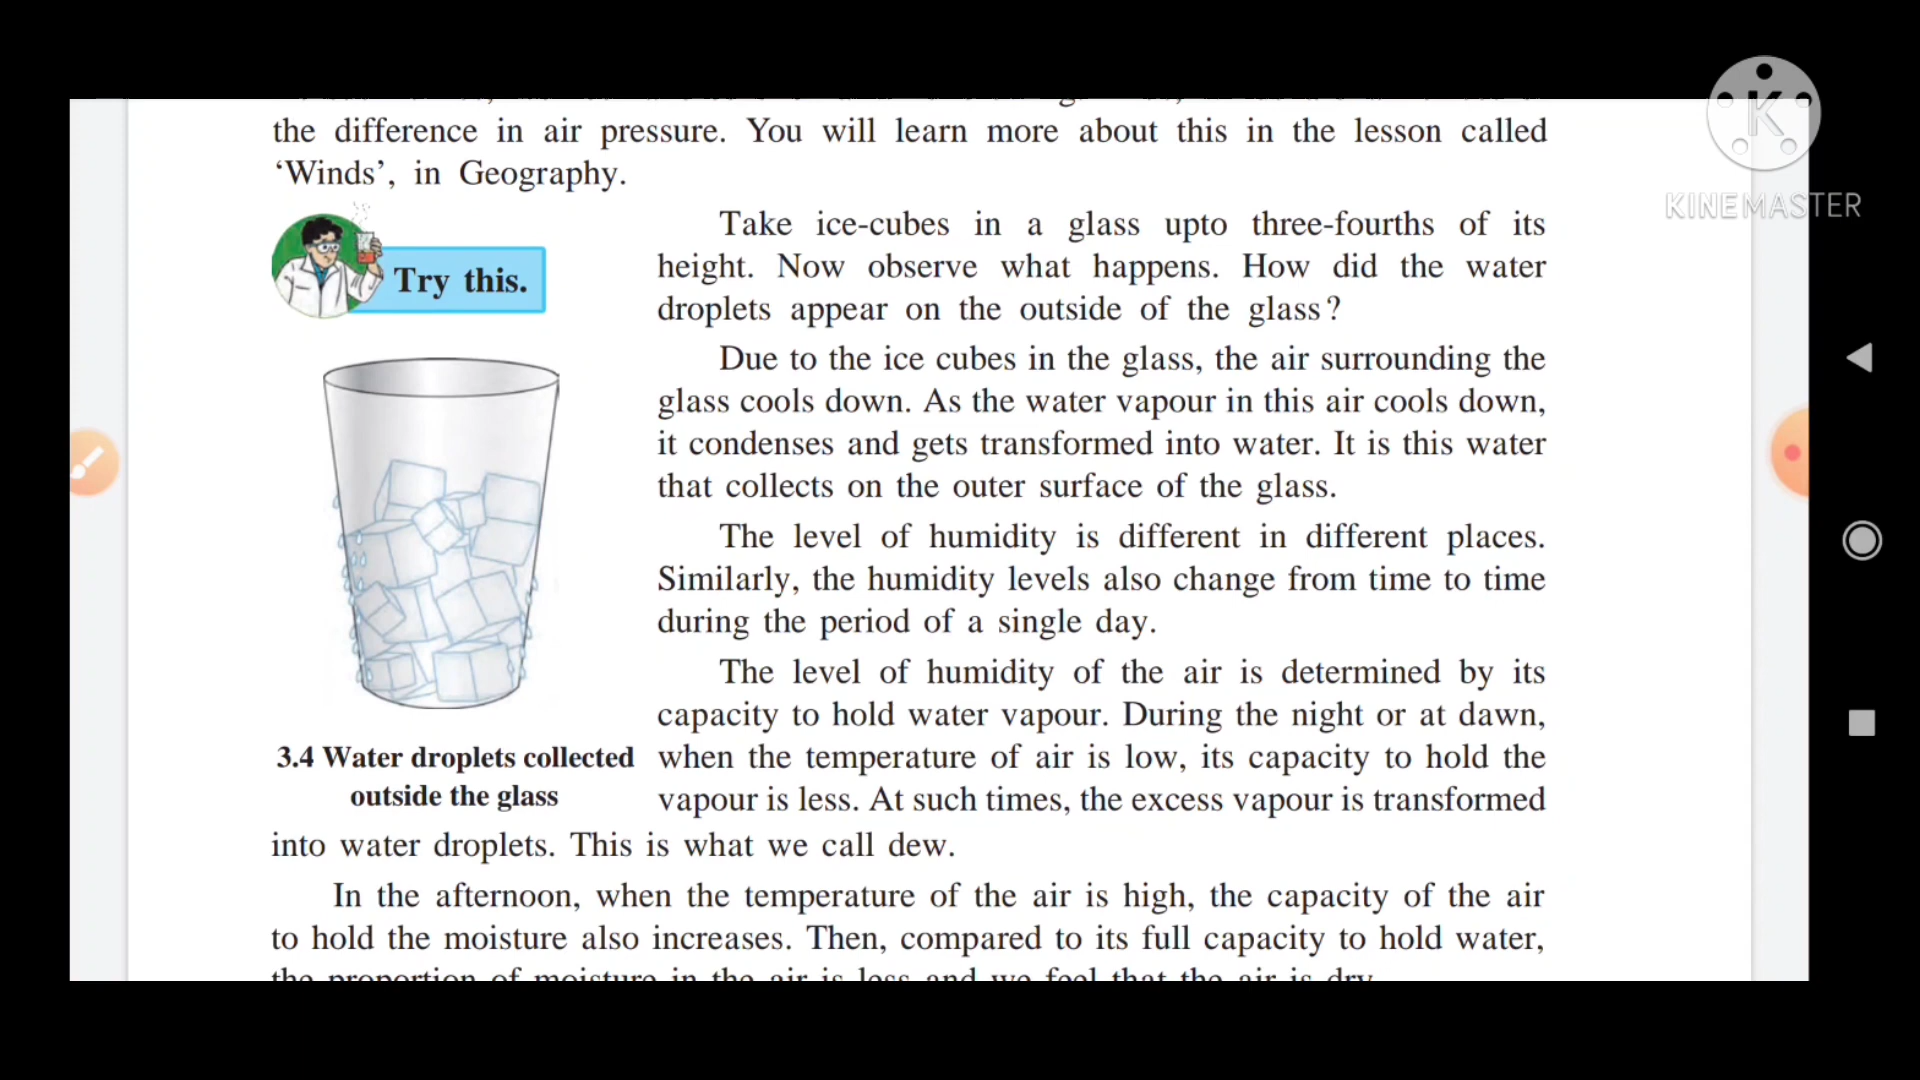 the difference in air pressure. You will learn more about this in the lesson called
‘Winds’, in Geography.
Try this.
Take ice-cubes in a glass upto three-fourths of its
height. Now observe what happens. How did the water
droplets appear on the outside of the glass?
Due to the ice cubes in the glass, the air surrounding the
glass cools down. As the water vapour in this air cools down,
it condenses and gets transformed into water. It is this water
that collects on the outer surface of the glass.
The level of humidity is different in different places.
Similarly, the humidity levels also change from time to time
during the period of a single day.
The level of humidity of the air is determined by its
capacity to hold water vapour. During the night or at dawn,
when the temperature of air is low, its capacity to hold the
vapour is less. At such times, the excess vapour is transformed
3.4 Water droplets collected
outside the glass
into water droplets. This is what we call dew.
In the afternoon, when the temperature of the air is high, the capacity of the air
to hold the moisture also increases. Then, compared to its full capacity to hold water,
the proportion of moisture in the air is less and we feel that the air is dry.
K
KINEMASTER